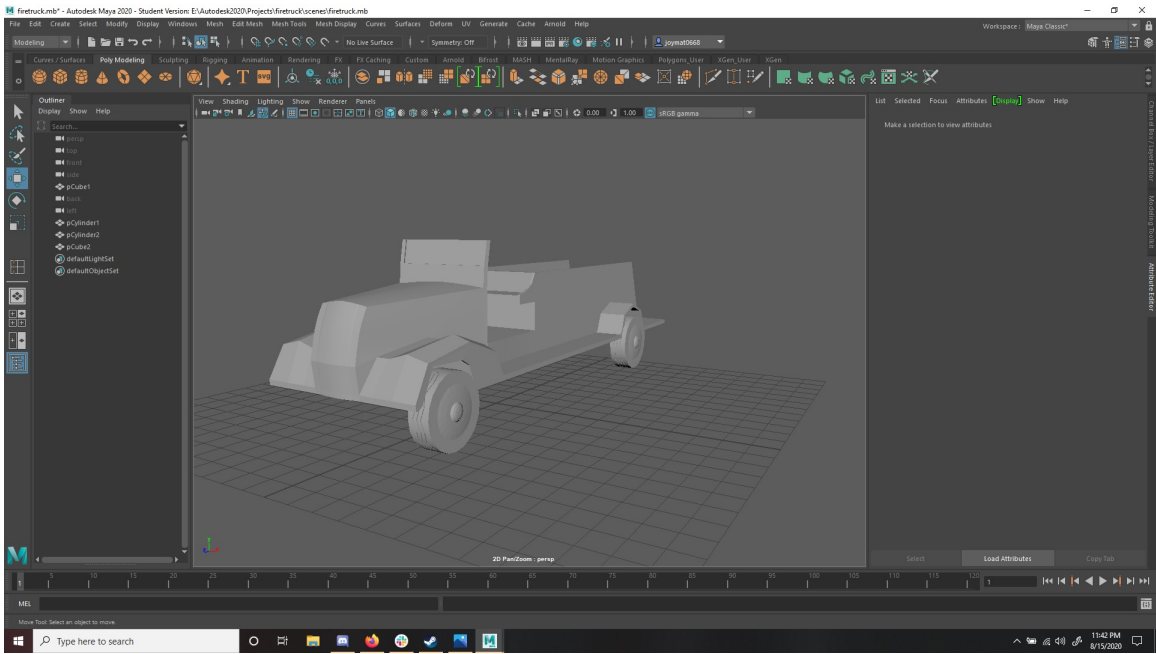 firetruck.mb* - Autodesk Maya 2020 - Student Version: E:\Autodesk2020\Projects\firetruck\scenes\firetruck.mb
File Edit Create Select Modify Display Windows Mesh Edit Mesh Mesh Tools Mesh Display Curves Surfaces Deform UV Generate Cache Arnold Help
Workspace : Maya Classic*
Modeling No Live Surface Symmetry: Off joymat0668
Curves / Surfaces Poly Modeling Sculpting Rigging Animation Rendering FX FX Caching Custom Arnold Bifrost MASH MentalRay Motion Graphics Polygons_User XGen_User XGen
T SVG
Outliner
Display Show Help
Search...
persp
top
front
side
pCube1
back
left
pCylinder1
pCylinder2
pCube2
defaultLightSet
defaultObjectSet
View Shading Lighting Show Renderer Panels
0.00 1.00 sRGB gamma
2D Pan/Zoom : persp
List Selected Focus Attributes Display Show Help
Make a selection to view attributes
Channel Box / Layer Editor
Modeling Toolkit
Attribute Editor
Select Load Attributes Copy Tab
1 5 10 15 20 25 30 35 40 45 50 55 60 65 70 75 80 85 90 95 100 105 110 115 120 1
MEL
Move Tool: Select an object to move.
Type here to search
11:42 PM
8/15/2020